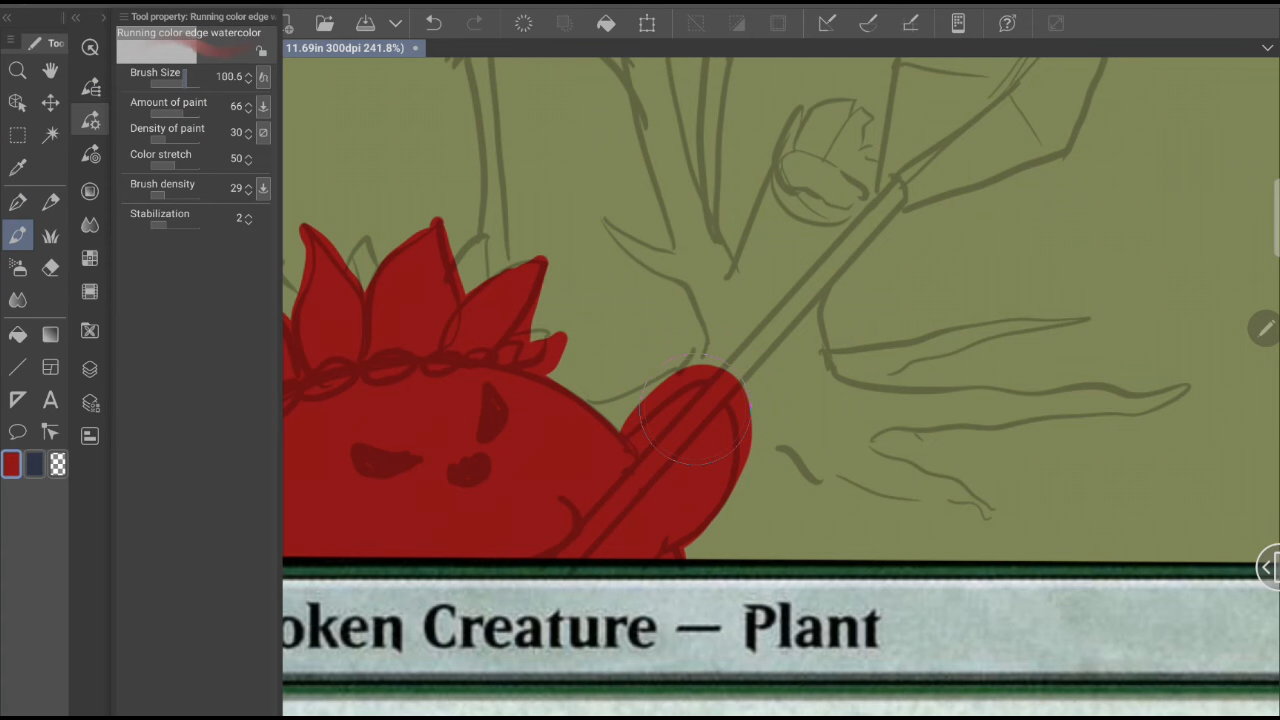 Tool property: Running color edge w
Running color edge watercolor
Too
11.69in 300dpi 241.8%)
Brush Size 100.6
Amount of paint 66
Density of paint 30
Color stretch 50
Brush density 29
Stabilization 2
oken Creature — Plant